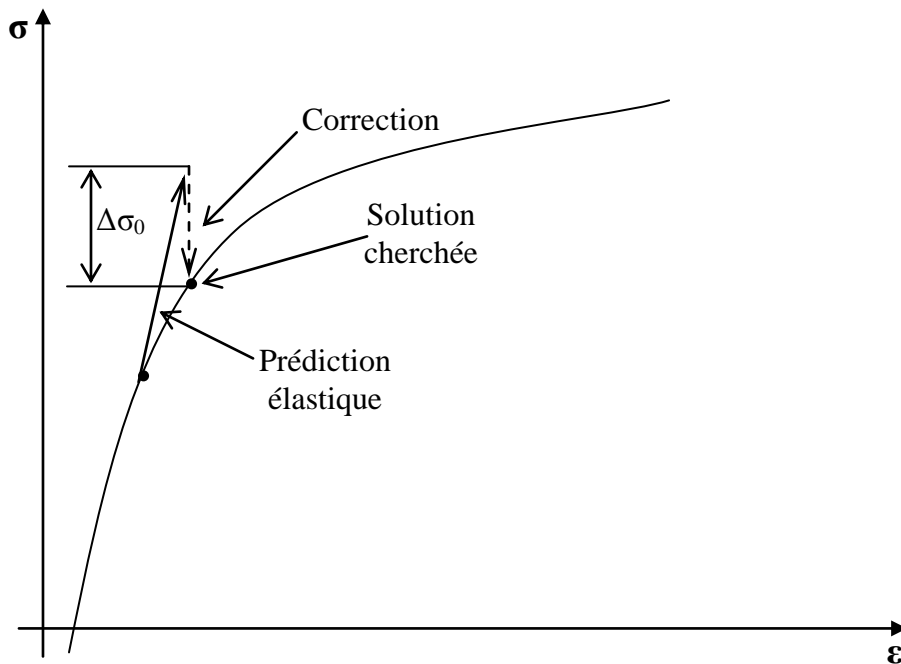 σ
Correction
Δσ₀
Solution
cherchée
Prédiction
élastique
ε